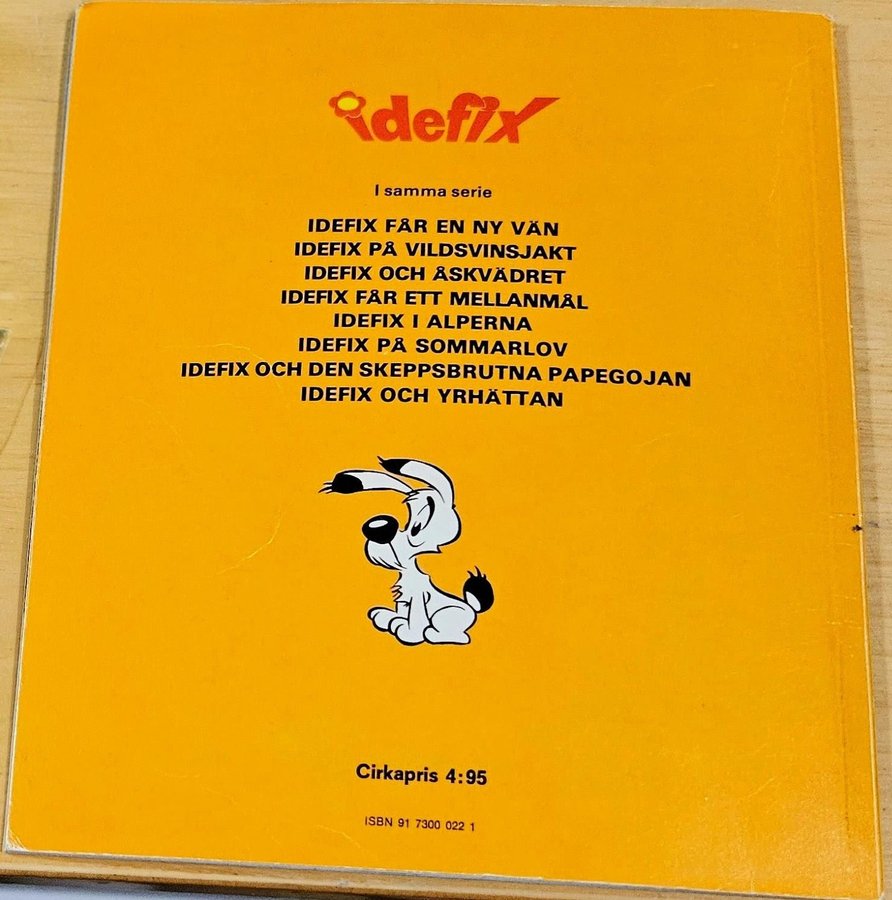 idefix
I samma serie
IDEFIX FÅR EN NY VÄN
IDEFIX PÅ VILDSVINSJAKT
IDEFIX OCH ÅSKVÄDRET
IDEFIX FÅR ETT MELLANMÅL
IDEFIX I ALPERNA
IDEFIX PÅ SOMMARLOV
IDEFIX OCH DEN SKEPPSBRUTNA PAPEGOJAN
IDEFIX OCH YRHÄTTAN
Cirkapris 4:95
ISBN 91 7300 022 1